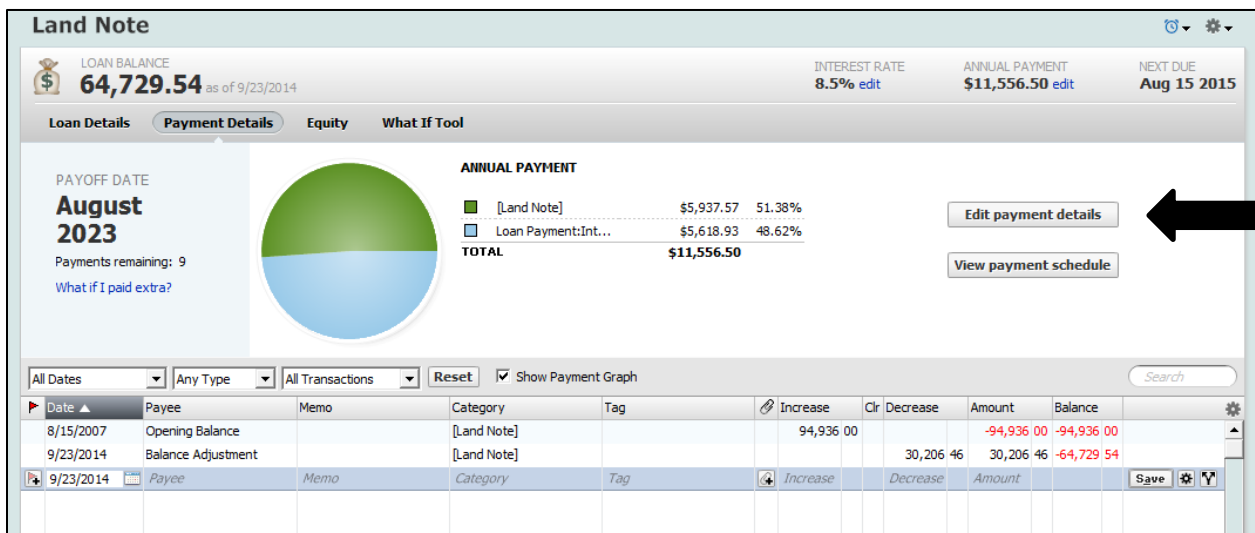 Land Note
LOAN BALANCE
64,729.54 as of 9/23/2014
INTEREST RATE
8.5% edit
ANNUAL PAYMENT
$11,556.50 edit
NEXT DUE
Aug 15 2015
Loan Details Payment Details Equity What If Tool
PAYOFF DATE
August
2023
Payments remaining: 9
What if I paid extra?
ANNUAL PAYMENT
[Land Note] $5,937.57 51.38%
Loan Payment:Int... $5,618.93 48.62%
TOTAL $11,556.50
Edit payment details
View payment schedule
All Dates Any Type All Transactions Reset Show Payment Graph Search
Date Payee Memo Category Tag Increase Clr Decrease Amount Balance
8/15/2007 Opening Balance [Land Note] 94,936 00 -94,936 00 -94,936 00
9/23/2014 Balance Adjustment [Land Note] 30,206 46 30,206 46 -64,729 54
9/23/2014 Payee Memo Category Tag Increase Decrease Amount Save